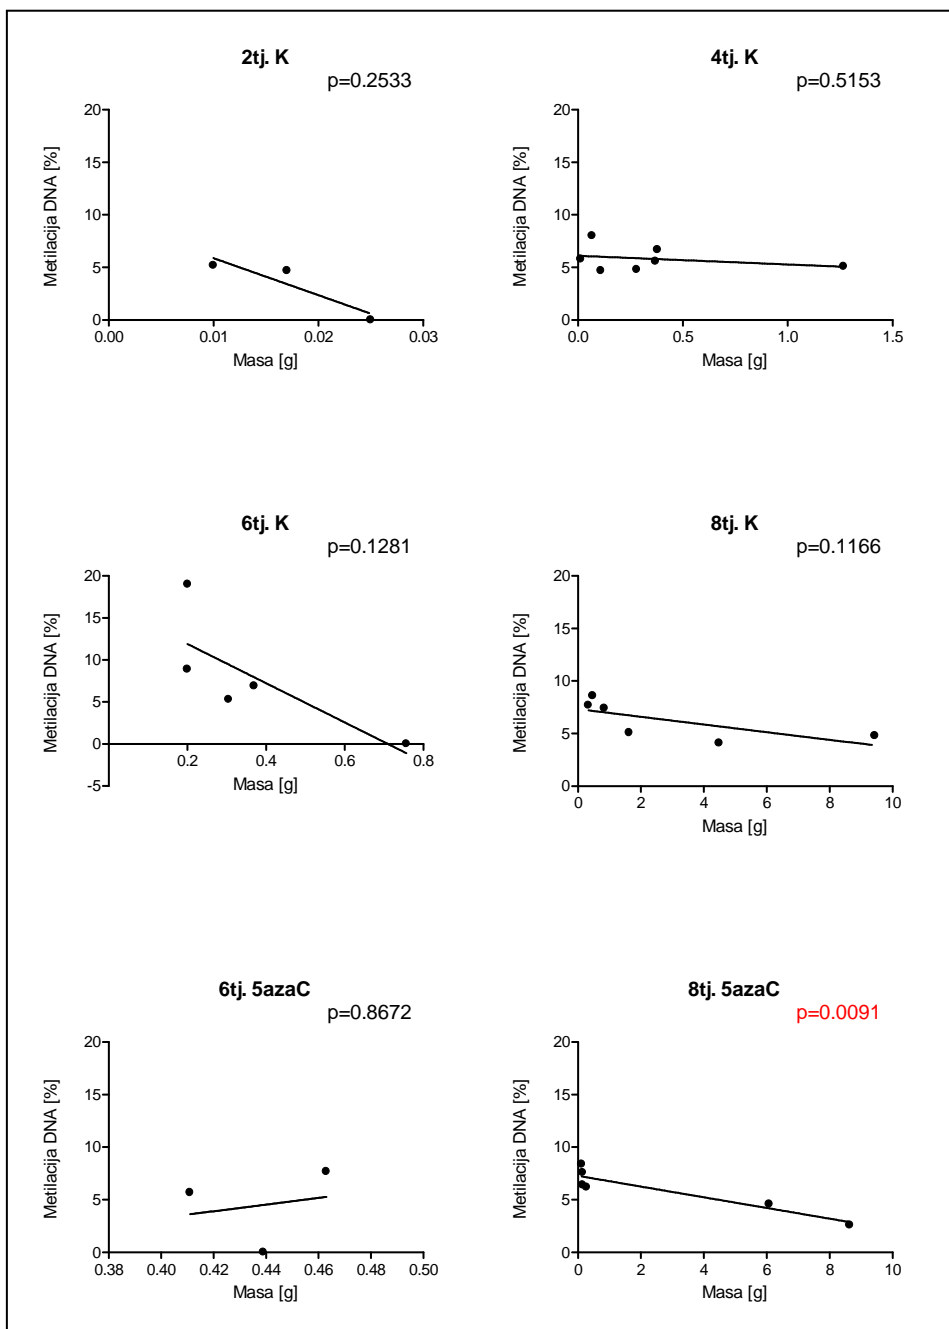 2tj. K
p=0.2533
Metilacija DNA [%]
20
15
10
5
0
0.00 0.01 0.02 0.03
Masa [g]
4tj. K
p=0.5153
Metilacija DNA [%]
20
15
10
5
0
0.0 0.5 1.0 1.5
Masa [g]
6tj. K
p=0.1281
Metilacija DNA [%]
20
15
10
5
0
-5
0.2 0.4 0.6 0.8
Masa [g]
8tj. K
p=0.1166
Metilacija DNA [%]
20
15
10
5
0
0 2 4 6 8 10
Masa [g]
6tj. 5azaC
p=0.8672
Metilacija DNA [%]
20
15
10
5
0
0.38 0.40 0.42 0.44 0.46 0.48 0.50
Masa [g]
8tj. 5azaC
p=0.0091
Metilacija DNA [%]
20
15
10
5
0
0 2 4 6 8 10
Masa [g]